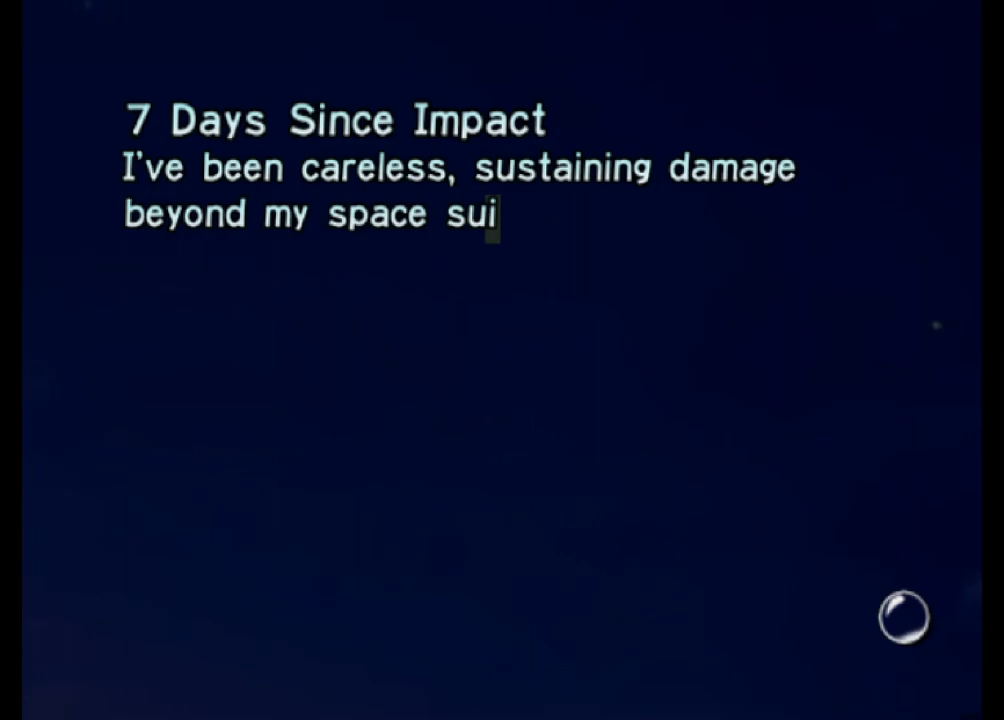 7 Days Since Impact
I've been careless, sustaining damage
beyond my space sui